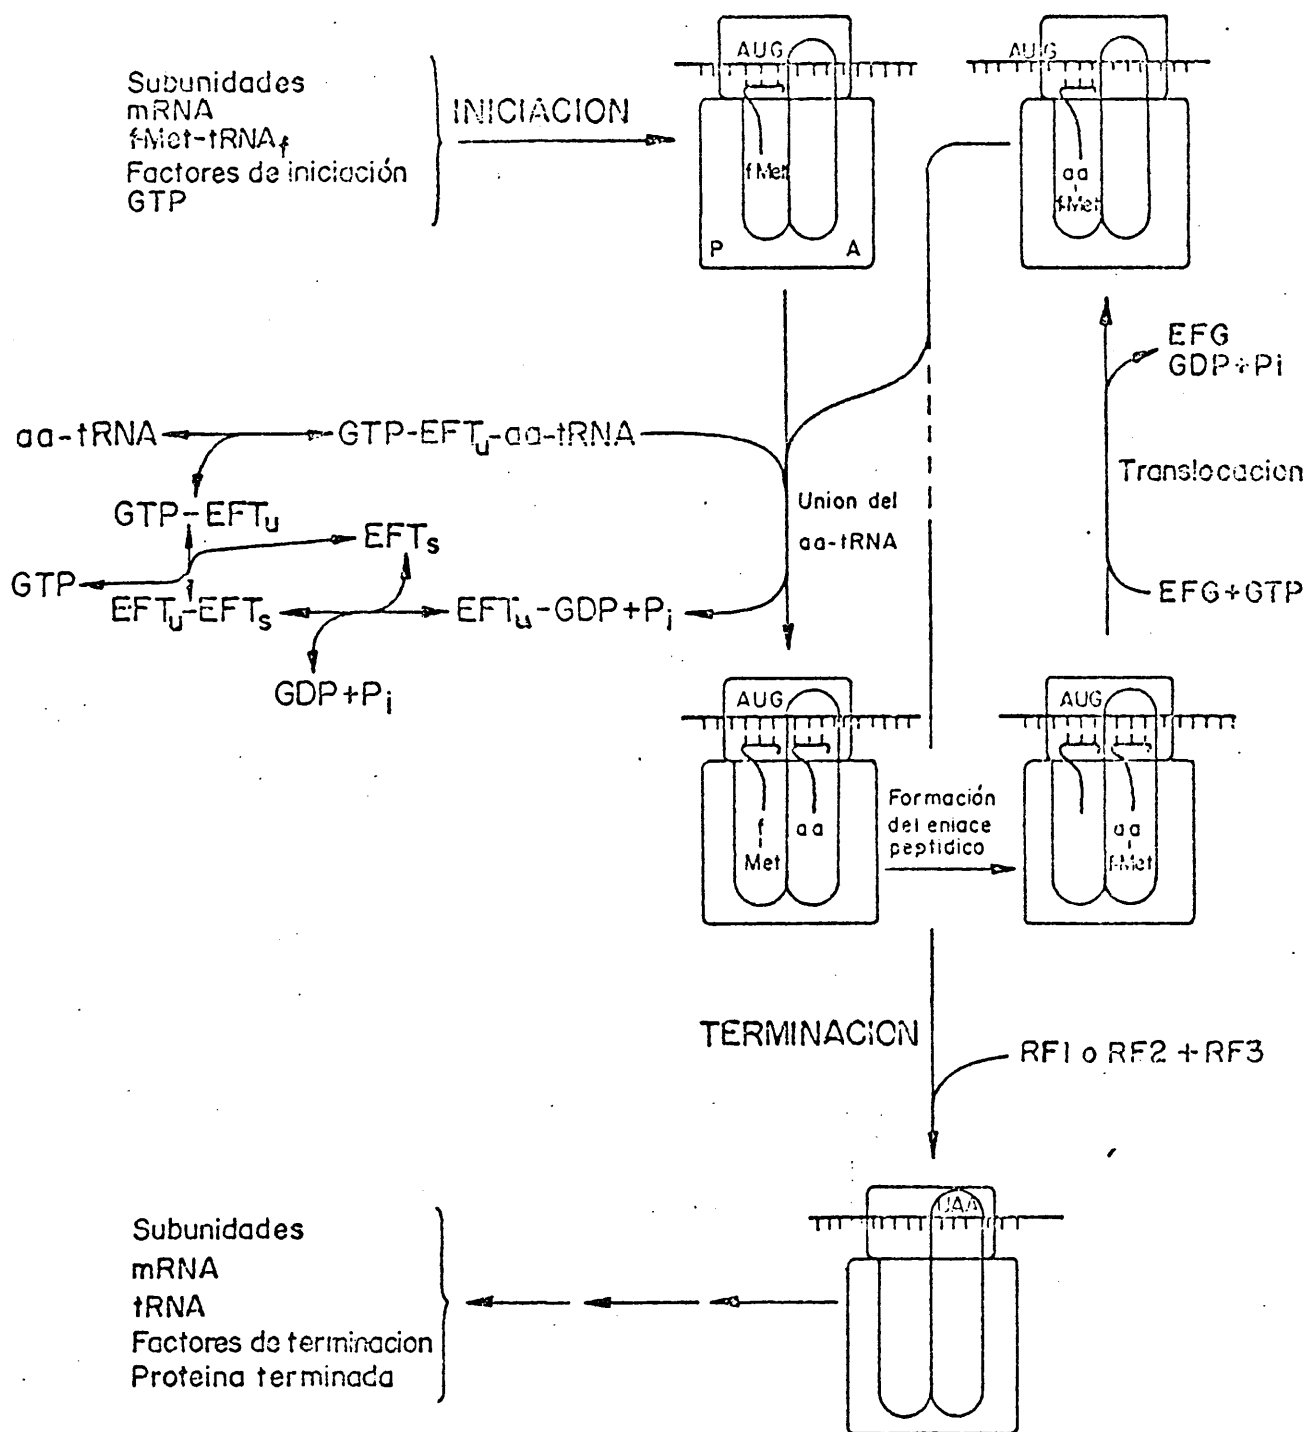 Subunidades
mRNA
f-Met-tRNAf
Factores de iniciación
GTP
INICIACION
AUG
f-Met
P
A
AUG
aa
f-Met
EFG
GDP+Pi
Translocacion
EFG+GTP
aa-tRNA
GTP-EFTu-aa-tRNA
GTP-EFTu
EFTs
GTP
EFTu-EFTs
EFTu-GDP+Pi
GDP+Pi
Union del
aa-tRNA
AUG
f
Met
aa
Formación
del enlace
peptidico
AUG
aa
f-Met
TERMINACION
RF1 o RF2 + RF3
UAA
Subunidades
mRNA
tRNA
Factores de terminacion
Proteina terminada